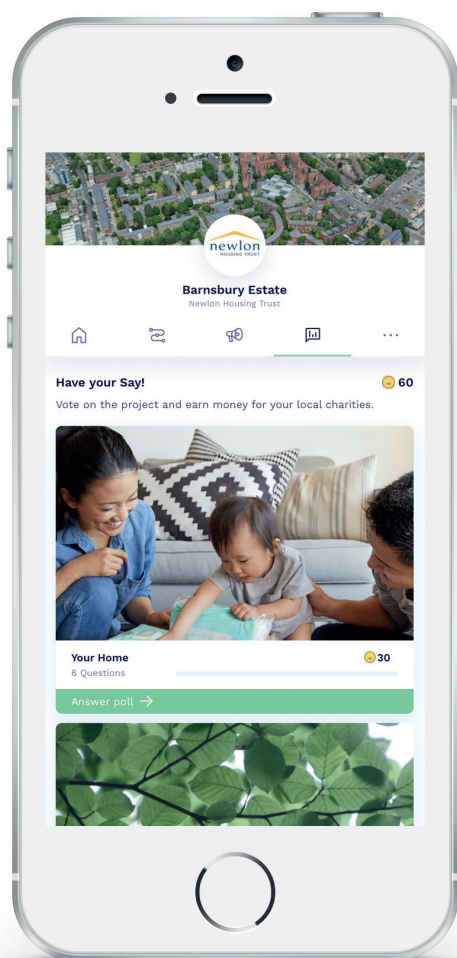 newlon
HOUSING TRUST
Barnsbury Estate
Newlon Housing Trust
Have your Say!
60
Vote on the project and earn money for your local charities.
Your Home
30
6 Questions
Answer poll →